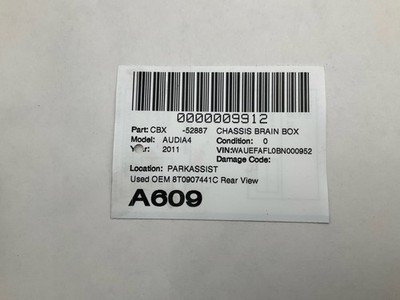 0000009912
Part: CBX -52887 CHASSIS BRAIN BOX
Model: AUDIA4 Condition: 0
Year: 2011 VIN: WAUEFAFL0BN000952
Damage Code:
Location: PARKASSIST
Used OEM 8T0907441C Rear View
A609